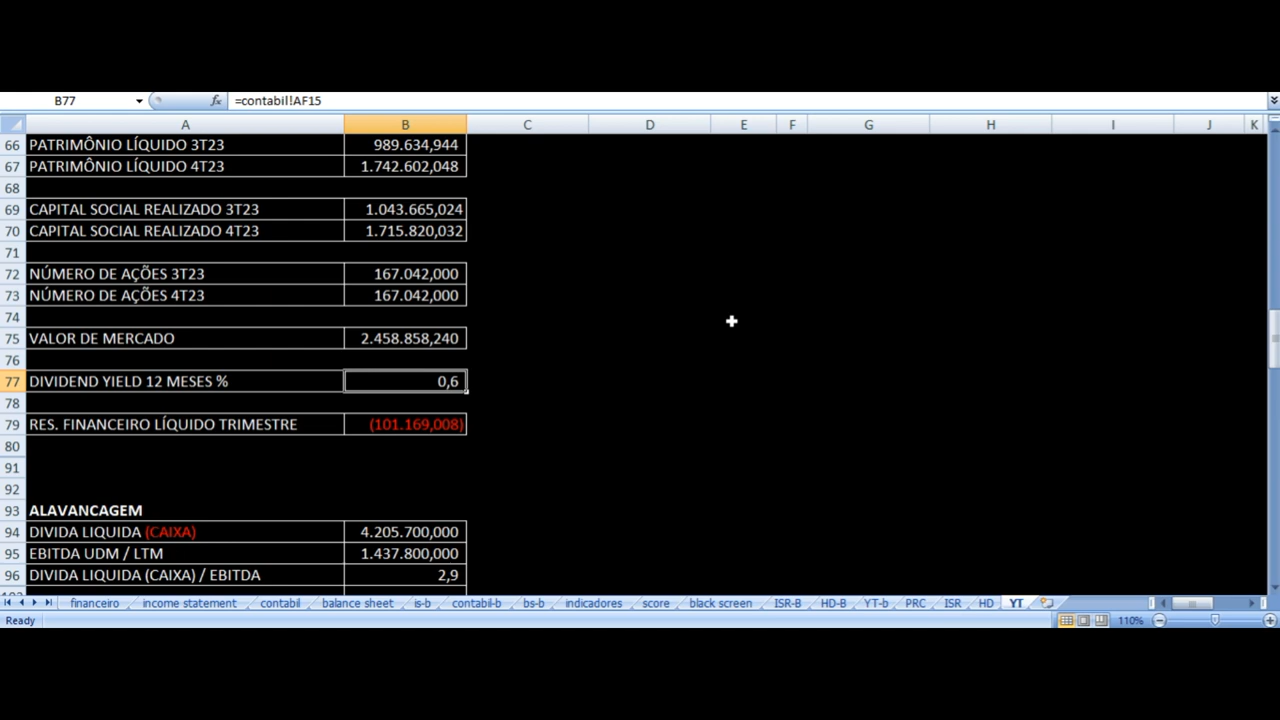 B77 fx =contabil!AF15
A B C D E F G H I J K
66 PATRIMÔNIO LÍQUIDO 3T23 989.634,944
67 PATRIMÔNIO LÍQUIDO 4T23 1.742.602,048
68
69 CAPITAL SOCIAL REALIZADO 3T23 1.043.665,024
70 CAPITAL SOCIAL REALIZADO 4T23 1.715.820,032
71
72 NÚMERO DE AÇÕES 3T23 167.042,000
73 NÚMERO DE AÇÕES 4T23 167.042,000
74
75 VALOR DE MERCADO 2.458.858,240
76
77 DIVIDEND YIELD 12 MESES % 0,6
78
79 RES. FINANCEIRO LÍQUIDO TRIMESTRE (101.169,008)
80
91
92
93 ALAVANCAGEM
94 DIVIDA LIQUIDA (CAIXA) 4.205.700,000
95 EBITDA UDM / LTM 1.437.800,000
96 DIVIDA LIQUIDA (CAIXA) / EBITDA 2,9
financeiro income statement contabil balance sheet is-b contabil-b bs-b indicadores score black screen ISR-B HD-B YT-b PRC ISR HD YT
Ready 110%